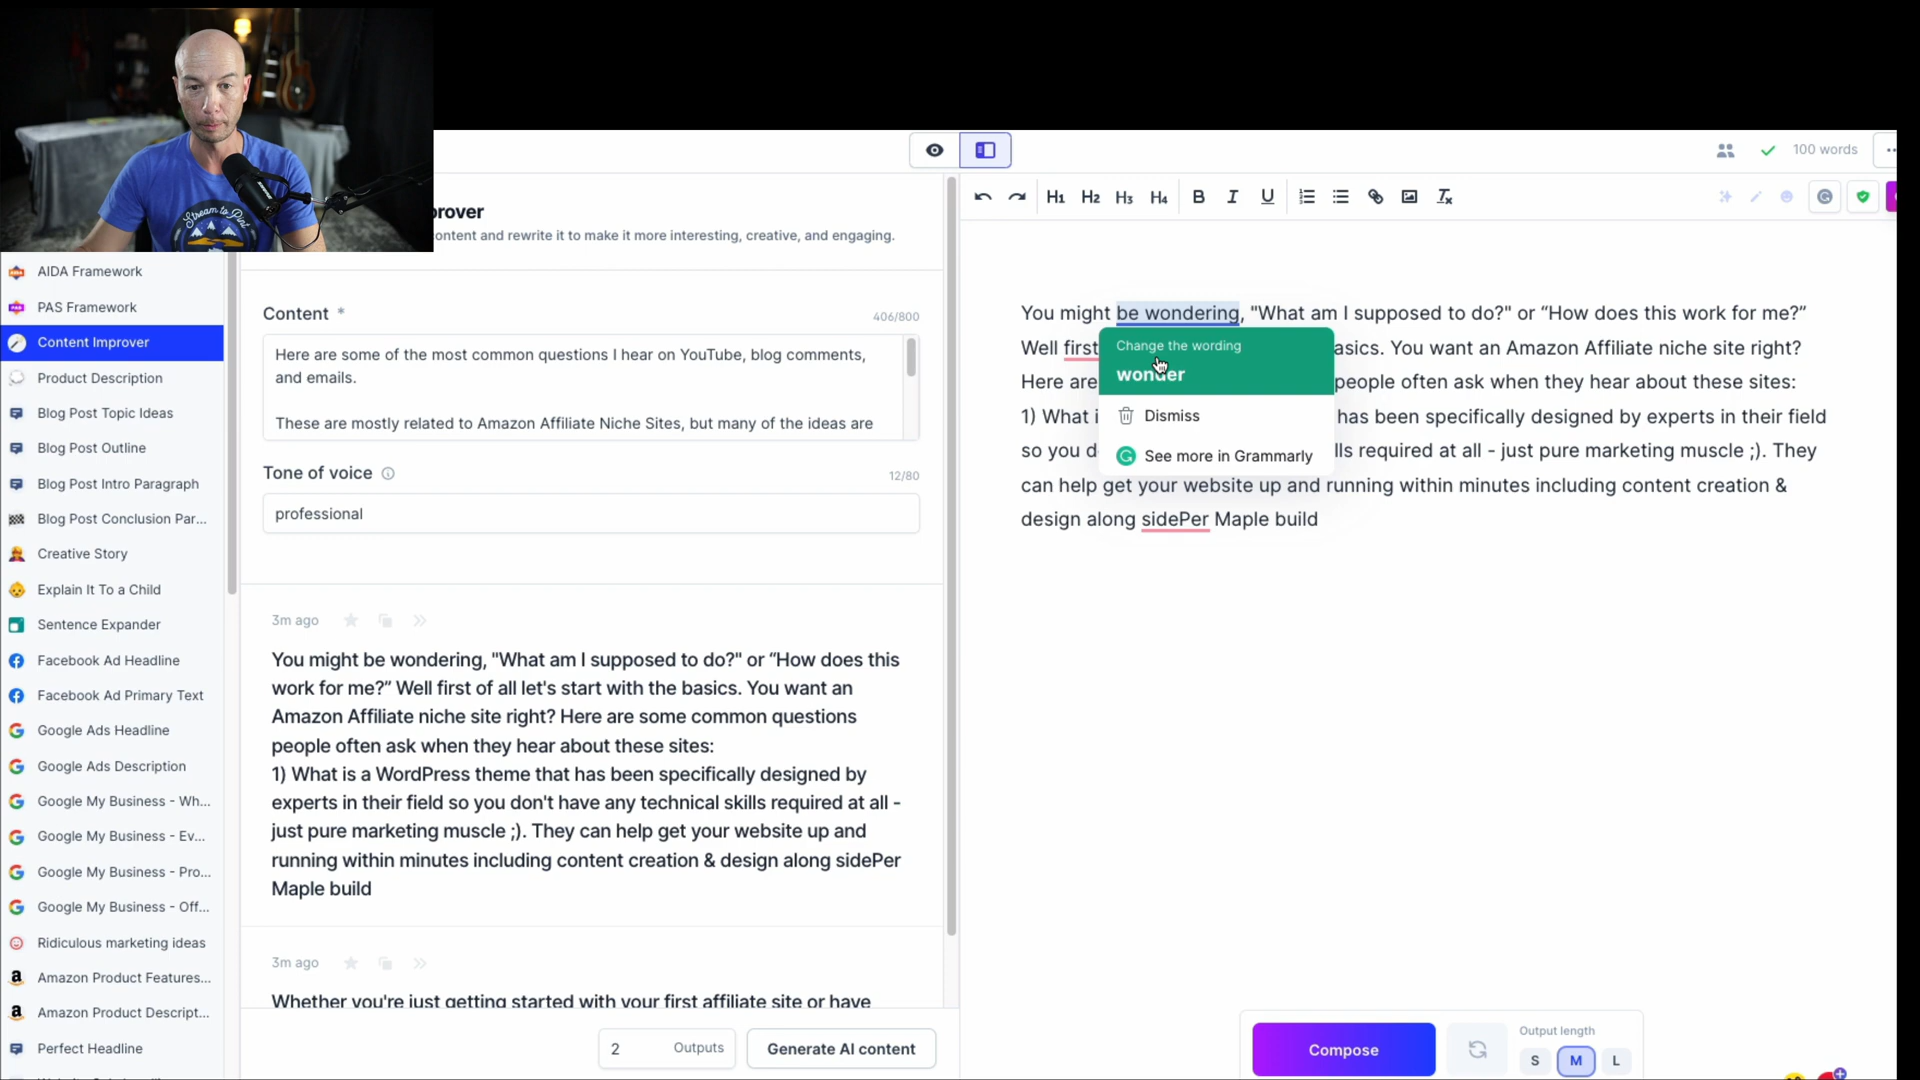 Stream to Pint
100 words
prover
ontent and rewrite it to make it more interesting, creative, and engaging.
AIDA Framework
PAS Framework
Content Improver
Product Description
Blog Post Topic Ideas
Blog Post Outline
Blog Post Intro Paragraph
Blog Post Conclusion Par...
Creative Story
Explain It To a Child
Sentence Expander
Facebook Ad Headline
Facebook Ad Primary Text
Google Ads Headline
Google Ads Description
Google My Business - Wh...
Google My Business - Ev...
Google My Business - Pro...
Google My Business - Off...
Ridiculous marketing ideas
Amazon Product Features...
Amazon Product Descript...
Perfect Headline
Content *
406/800
Here are some of the most common questions I hear on YouTube, blog comments,
and emails.
These are mostly related to Amazon Affiliate Niche Sites, but many of the ideas are
Tone of voice
12/80
professional
3m ago
You might be wondering, "What am I supposed to do?" or “How does this
work for me?” Well first of all let's start with the basics. You want an
Amazon Affiliate niche site right? Here are some common questions
people often ask when they hear about these sites:
1) What is a WordPress theme that has been specifically designed by
experts in their field so you don't have any technical skills required at all -
just pure marketing muscle ;). They can help get your website up and
running within minutes including content creation & design along sidePer
Maple build
3m ago
Whether you're just getting started with your first affiliate site or have
2 Outputs
Generate AI content
H1 H2 H3 H4 B I U
You might be wondering, "What am I supposed to do?" or “How does this work for me?”
Well first asics. You want an Amazon Affiliate niche site right?
Here are people often ask when they hear about these sites:
1) What i has been specifically designed by experts in their field
so you d lls required at all - just pure marketing muscle ;). They
can help get your website up and running within minutes including content creation &
design along sidePer Maple build
Change the wording
wonder
Dismiss
See more in Grammarly
Compose
Output length
S M L